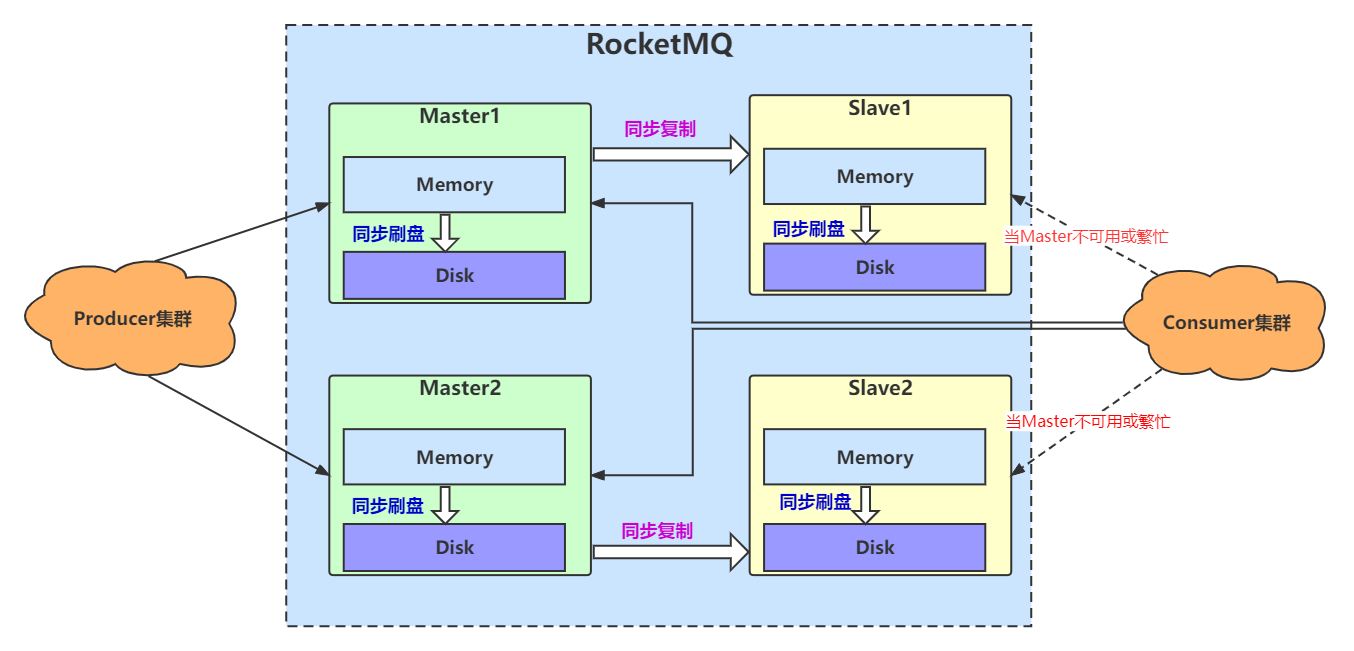 RocketMQ
Master1
Memory
同步刷盘
Disk
同步复制
Slave1
Memory
同步刷盘
Disk
当Master不可用或繁忙
Producer集群
Consumer集群
Master2
Memory
同步刷盘
Disk
同步复制
Slave2
Memory
同步刷盘
Disk
当Master不可用或繁忙